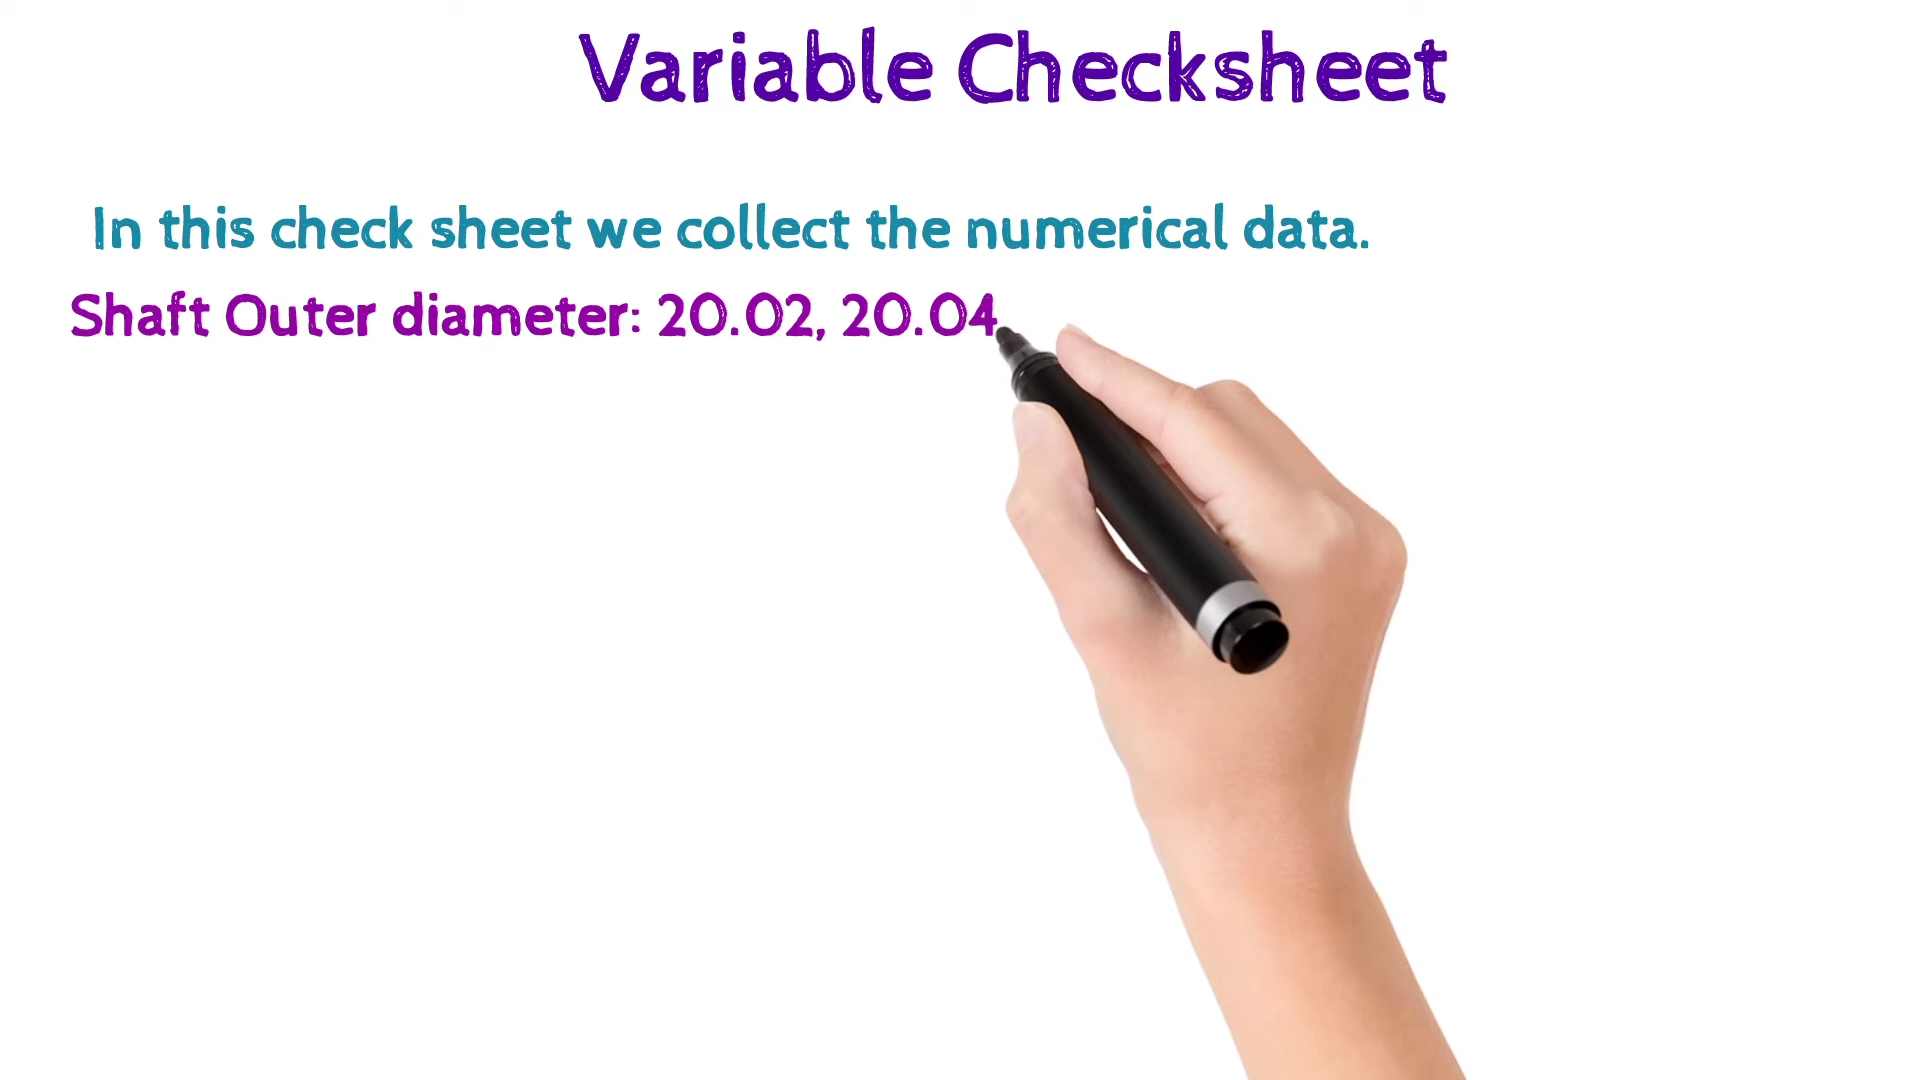 Variable Checksheet
In this check sheet we collect the numerical data.
Shaft Outer diameter: 20.02, 20.04